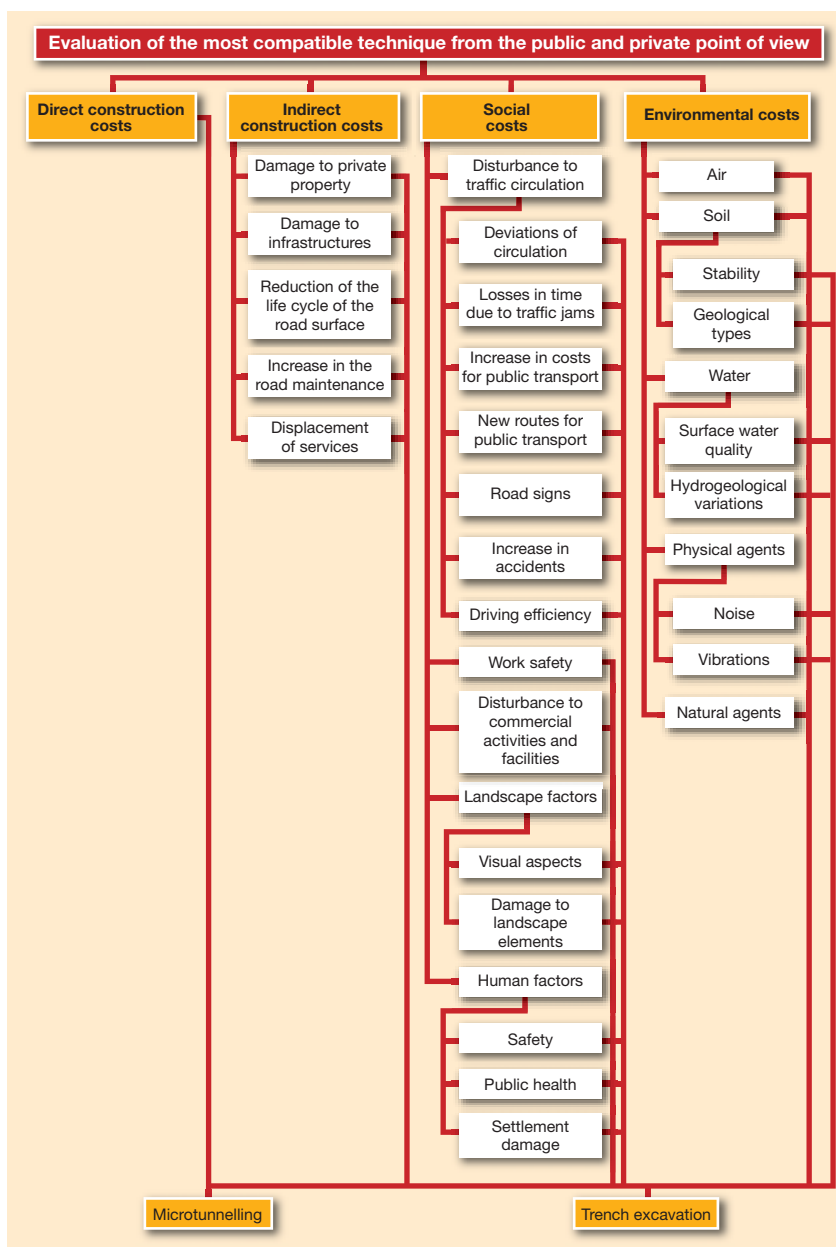 Evaluation of the most compatible technique from the public and private point of view
Direct construction
costs
Indirect
construction costs
Social
costs
Environmental costs
Damage to private
property
Damage to
infrastructures
Reduction of the
life cycle of the
road surface
Increase in the
road maintenance
Displacement
of services
Disturbance to
traffic circulation
Deviations of
circulation
Losses in time
due to traffic jams
Increase in costs
for public transport
New routes for
public transport
Road signs
Increase in
accidents
Driving efficiency
Work safety
Disturbance to
commercial
activities and
facilities
Landscape factors
Visual aspects
Damage to
landscape
elements
Human factors
Safety
Public health
Settlement
damage
Air
Soil
Stability
Geological
types
Water
Surface water
quality
Hydrogeological
variations
Physical agents
Noise
Vibrations
Natural agents
Microtunnelling
Trench excavation